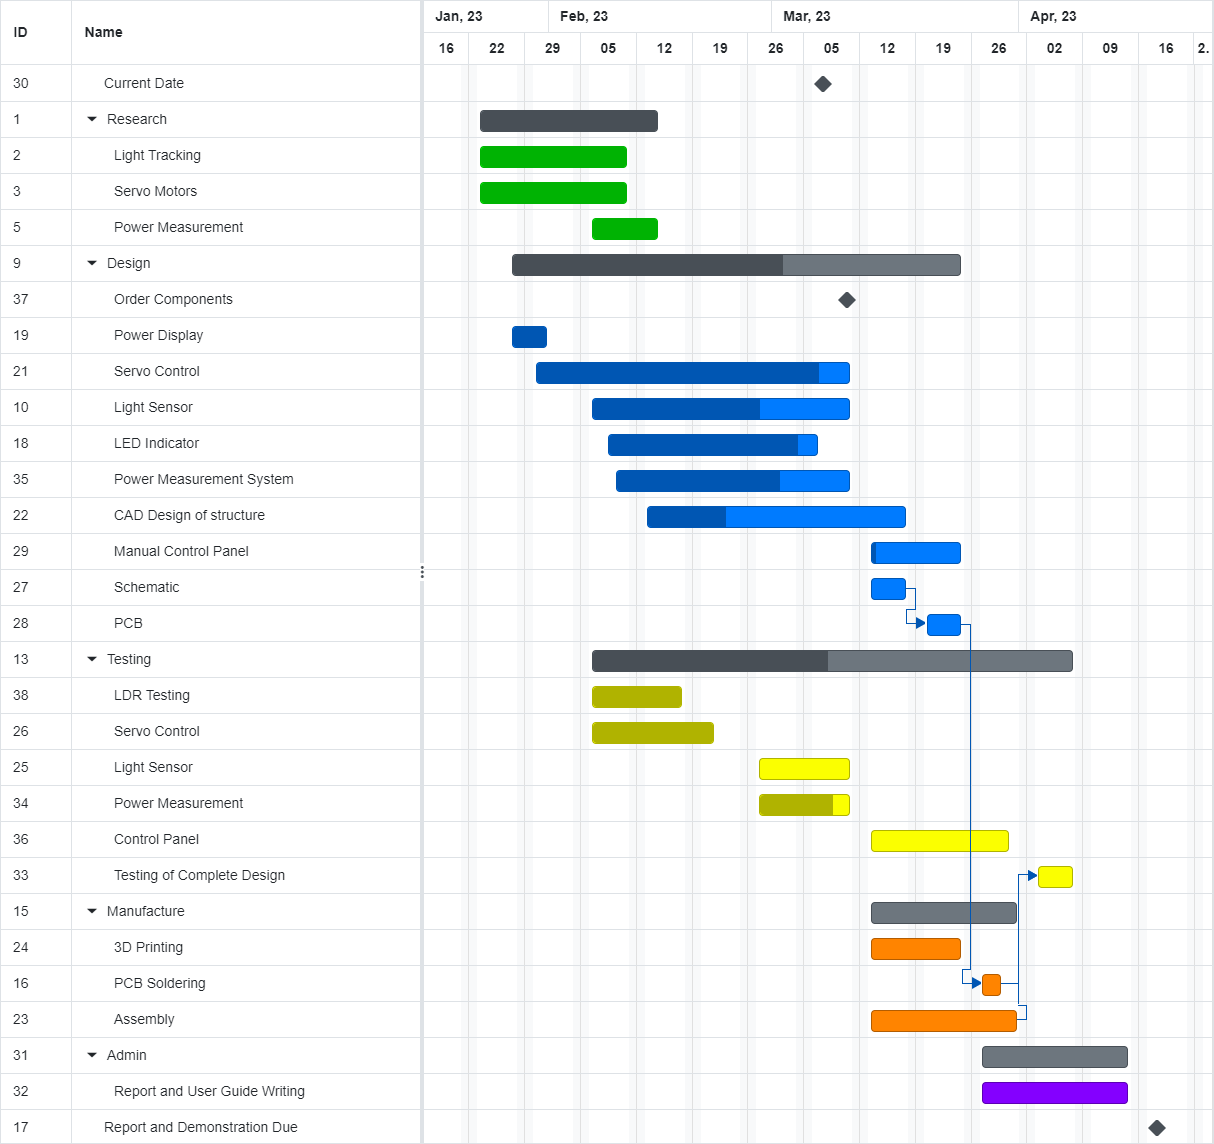 ID Name Jan, 23 Feb, 23 Mar, 23 Apr, 23
16 22 29 05 12 19 26 05 12 19 26 02 09 16 2.
30 Current Date
1 Research
2 Light Tracking
3 Servo Motors
5 Power Measurement
9 Design
37 Order Components
19 Power Display
21 Servo Control
10 Light Sensor
18 LED Indicator
35 Power Measurement System
22 CAD Design of structure
29 Manual Control Panel
27 Schematic
28 PCB
13 Testing
38 LDR Testing
26 Servo Control
25 Light Sensor
34 Power Measurement
36 Control Panel
33 Testing of Complete Design
15 Manufacture
24 3D Printing
16 PCB Soldering
23 Assembly
31 Admin
32 Report and User Guide Writing
17 Report and Demonstration Due